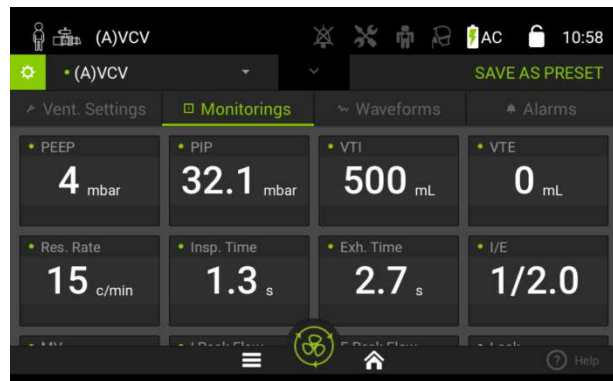 (A)VCV AC 10:58
• (A)VCV SAVE AS PRESET
Vent. Settings Monitorings Waveforms Alarms
• PEEP • PIP • VTI • VTE
4 mbar 32.1 mbar 500 mL 0 mL
• Res. Rate • Insp. Time • Exh. Time • I/E
15 c/min 1.3 s 2.7 s 1/2.0
Help